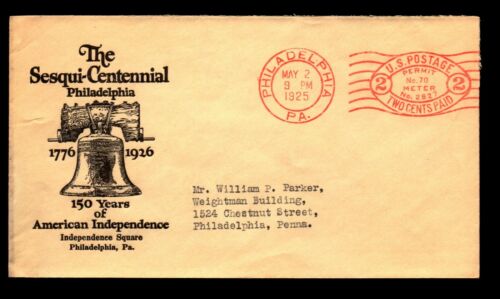 The
Sesqui-Centennial
Philadelphia
1776 1926
150 Years
of
American Independence
Independence Square
Philadelphia, Pa.
PHILADELPHIA
MAY 2
9 PM
1925
PA.
U.S. POSTAGE
2 PERMIT 2
No. 70
METER
No. 2827
TWO CENTS PAID
Mr. William P. Parker,
Weightman Building,
1524 Chestnut Street,
Philadelphia, Penna.